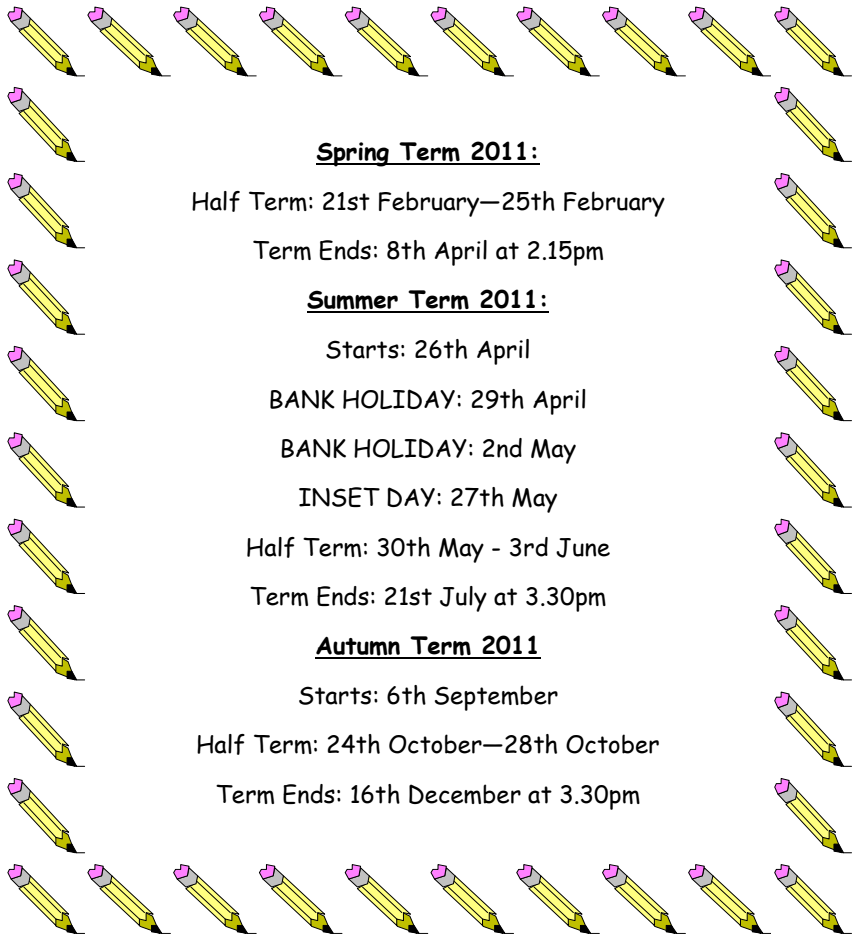 Spring Term 2011:
Half Term: 21st February—25th February
Term Ends: 8th April at 2.15pm
Summer Term 2011:
Starts: 26th April
BANK HOLIDAY: 29th April
BANK HOLIDAY: 2nd May
INSET DAY: 27th May
Half Term: 30th May - 3rd June
Term Ends: 21st July at 3.30pm
Autumn Term 2011
Starts: 6th September
Half Term: 24th October—28th October
Term Ends: 16th December at 3.30pm